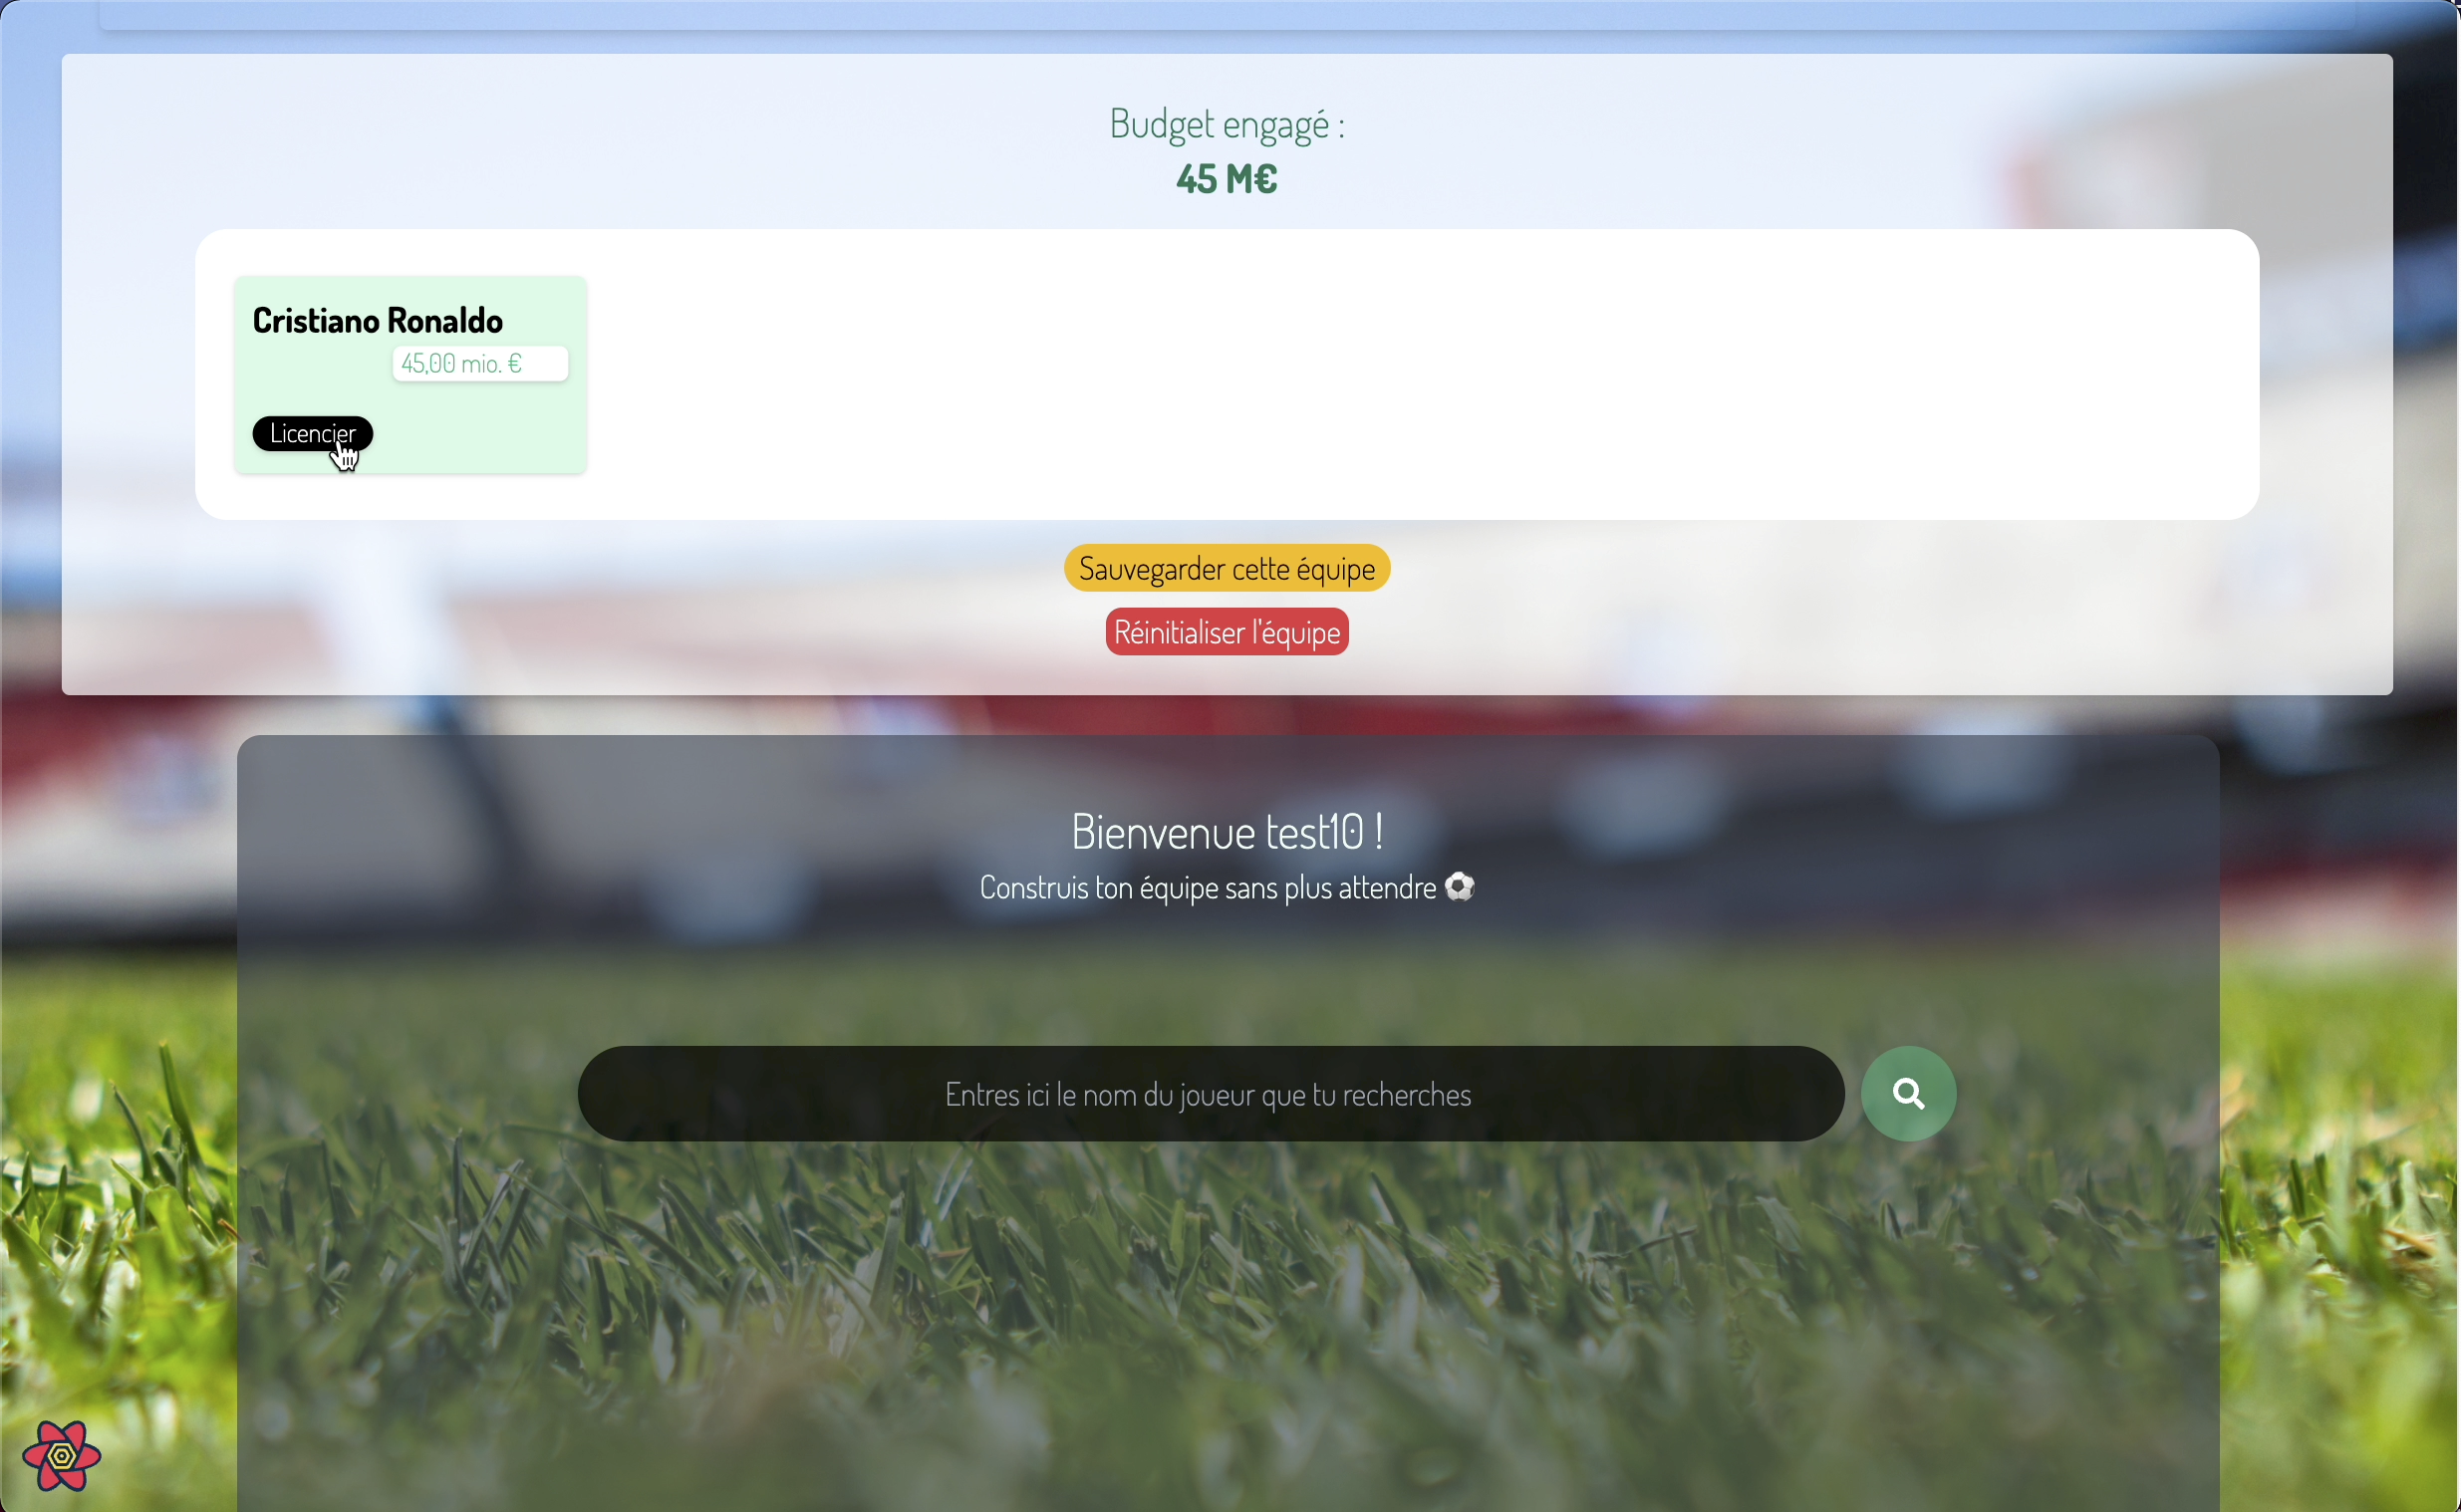 Budget engagé :
45 M€
Cristiano Ronaldo
45,00 mio. €
Licencier
Sauvegarder cette équipe
Réinitialiser l'équipe
Bienvenue test10 !
Construis ton équipe sans plus attendre ⚽
Entres ici le nom du joueur que tu recherches